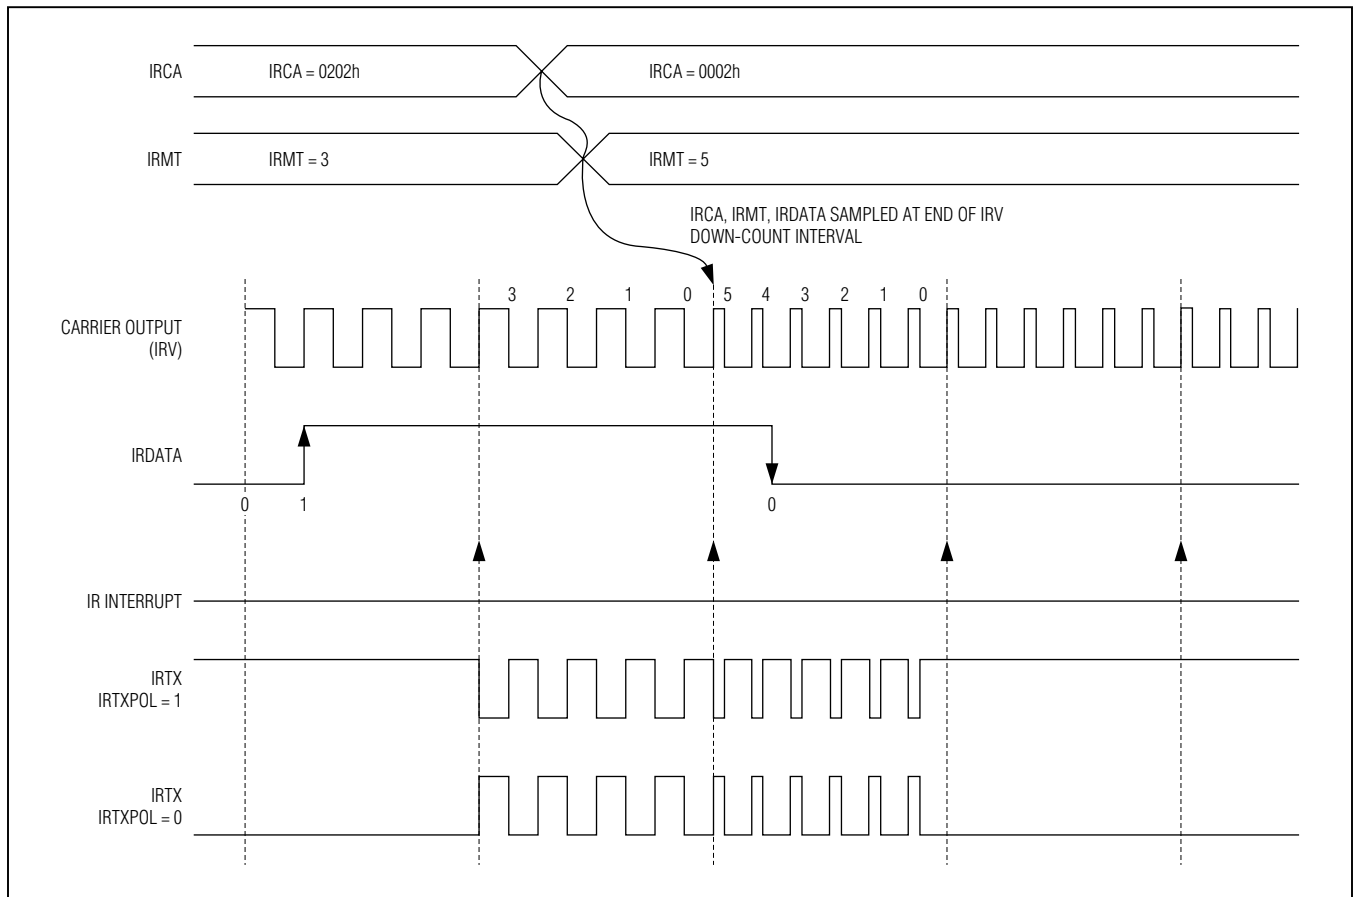 IRCA
IRCA = 0202h
IRCA = 0002h
IRMT
IRMT = 3
IRMT = 5
IRCA, IRMT, IRDATA SAMPLED AT END OF IRV
DOWN-COUNT INTERVAL
3 2 1 0 5 4 3 2 1 0
CARRIER OUTPUT
(IRV)
IRDATA
0 1 0
IR INTERRUPT
IRTX
IRTXPOL = 1
IRTX
IRTXPOL = 0